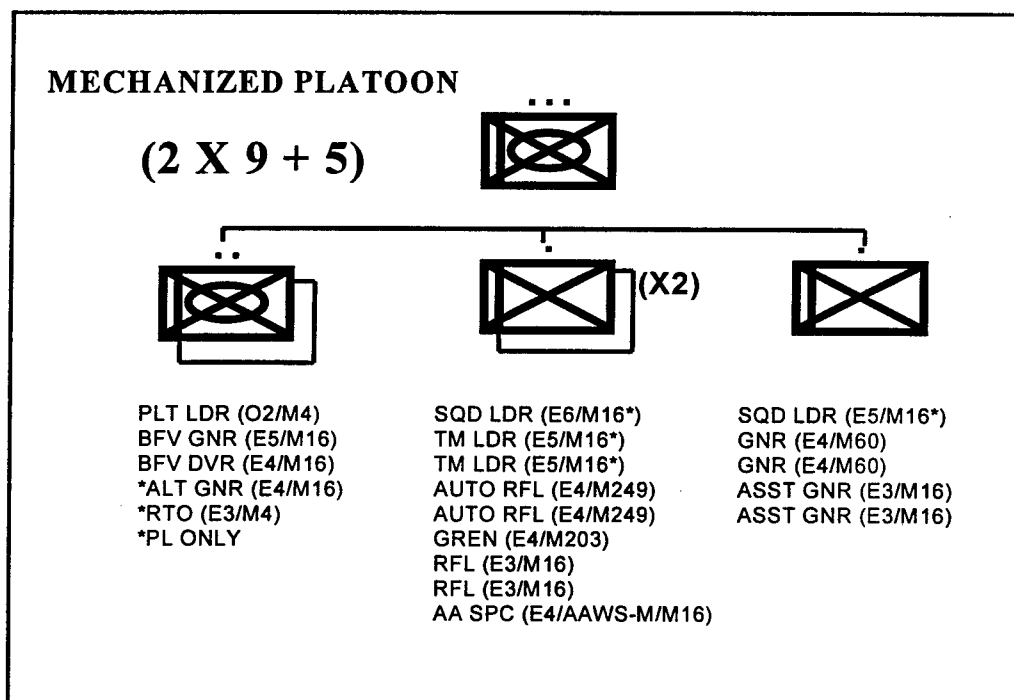 MECHANIZED PLATOON
(2 X 9 + 5)
(X2)
PLT LDR (O2/M4)
BFV GNR (E5/M16)
BFV DVR (E4/M16)
*ALT GNR (E4/M16)
*RTO (E3/M4)
*PL ONLY
SQD LDR (E6/M16*)
TM LDR (E5/M16*)
TM LDR (E5/M16*)
AUTO RFL (E4/M249)
AUTO RFL (E4/M249)
GREN (E4/M203)
RFL (E3/M16)
RFL (E3/M16)
AA SPC (E4/AAWS-M/M16)
SQD LDR (E5/M16*)
GNR (E4/M60)
GNR (E4/M60)
ASST GNR (E3/M16)
ASST GNR (E3/M16)